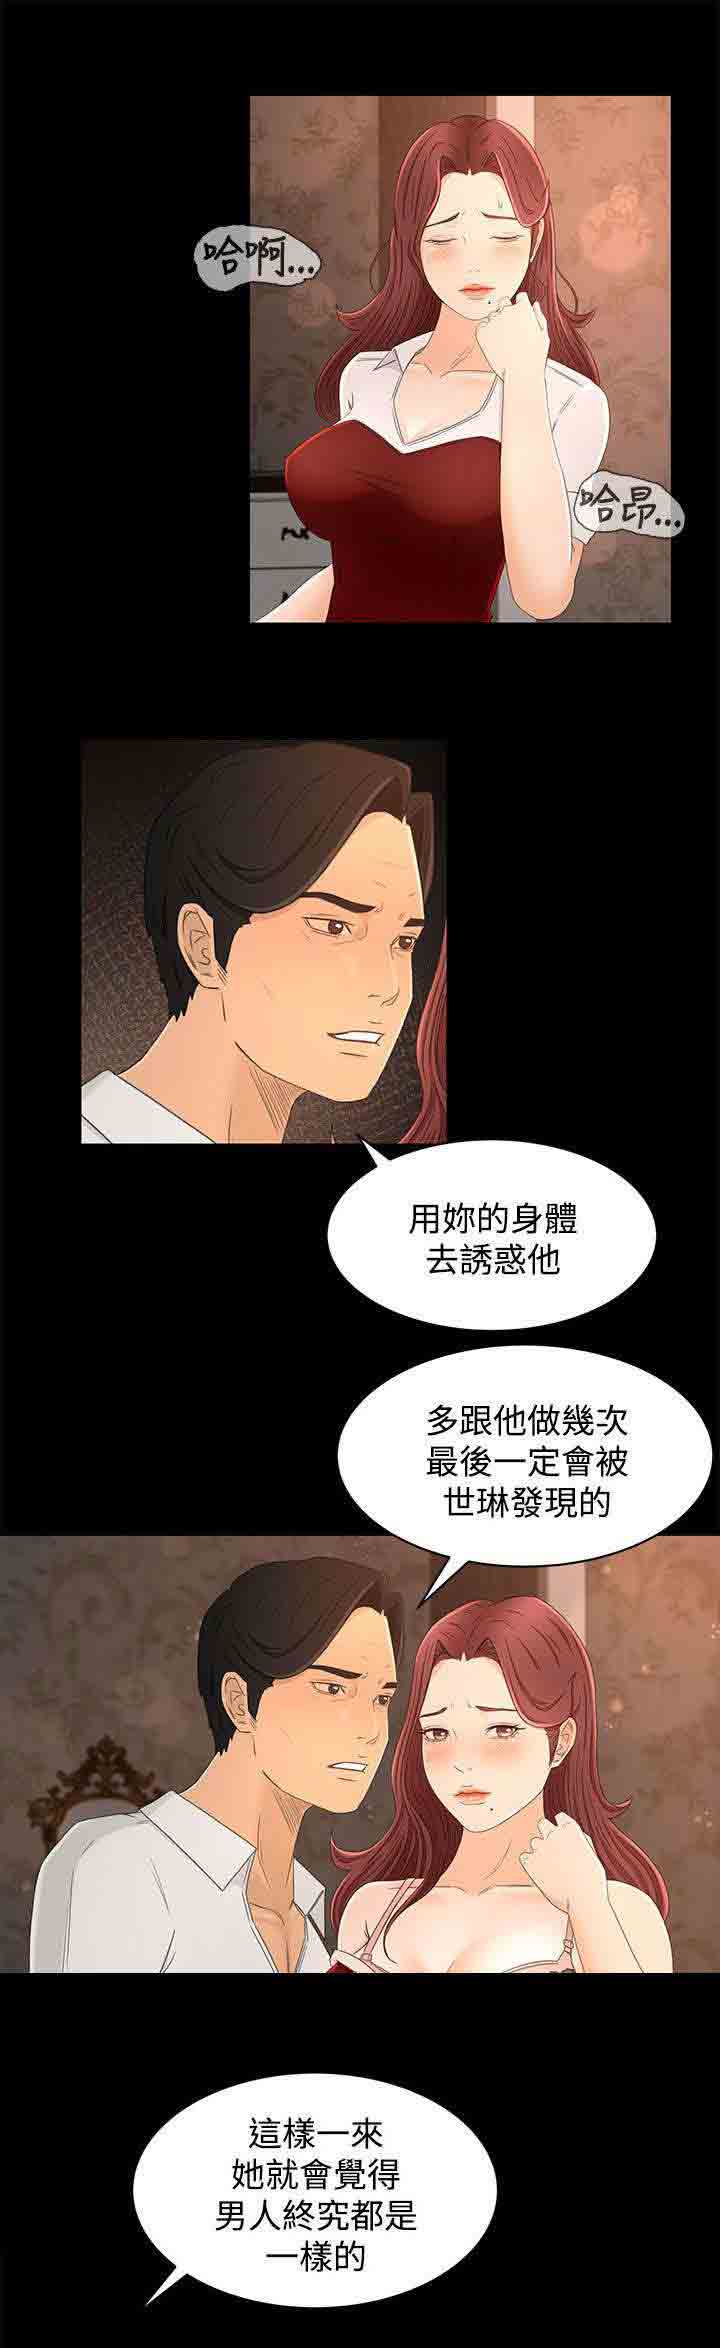 哈啊...
哈昂...
用妳的身體
去誘惑他
多跟他做幾次
最後一定會被
世琳發現的
這樣一來
她就會覺得
男人終究都是
一樣的